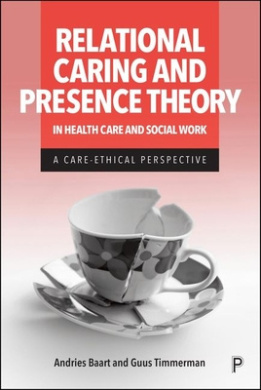 RELATIONAL
CARING AND
PRESENCE THEORY
IN HEALTH CARE AND SOCIAL WORK
A CARE-ETHICAL PERSPECTIVE
Andries Baart and Guus Timmerman
P